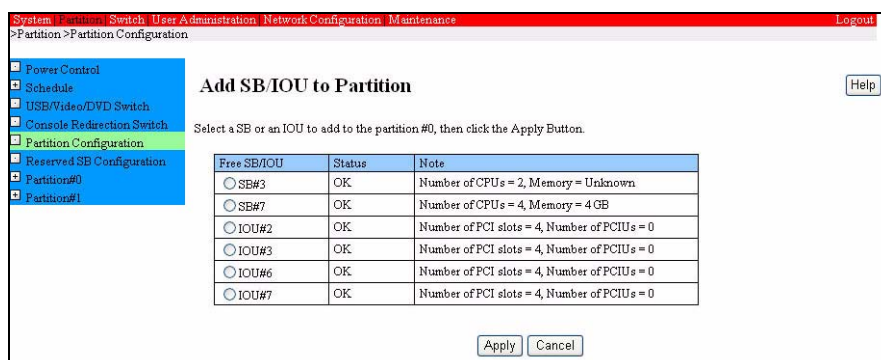 System | Partition | Switch | User Administration | Network Configuration | Maintenance Logout
>Partition >Partition Configuration
Power Control
Schedule
USB/Video/DVD Switch
Console Redirection Switch
Partition Configuration
Reserved SB Configuration
Partition#0
Partition#1
Add SB/IOU to Partition
Help
Select a SB or an IOU to add to the partition #0, then click the Apply Button.
Free SB/IOU Status Note
SB#3 OK Number of CPUs = 2, Memory = Unknown
SB#7 OK Number of CPUs = 4, Memory = 4 GB
IOU#2 OK Number of PCI slots = 4, Number of PCIUs = 0
IOU#3 OK Number of PCI slots = 4, Number of PCIUs = 0
IOU#6 OK Number of PCI slots = 4, Number of PCIUs = 0
IOU#7 OK Number of PCI slots = 4, Number of PCIUs = 0
Apply Cancel